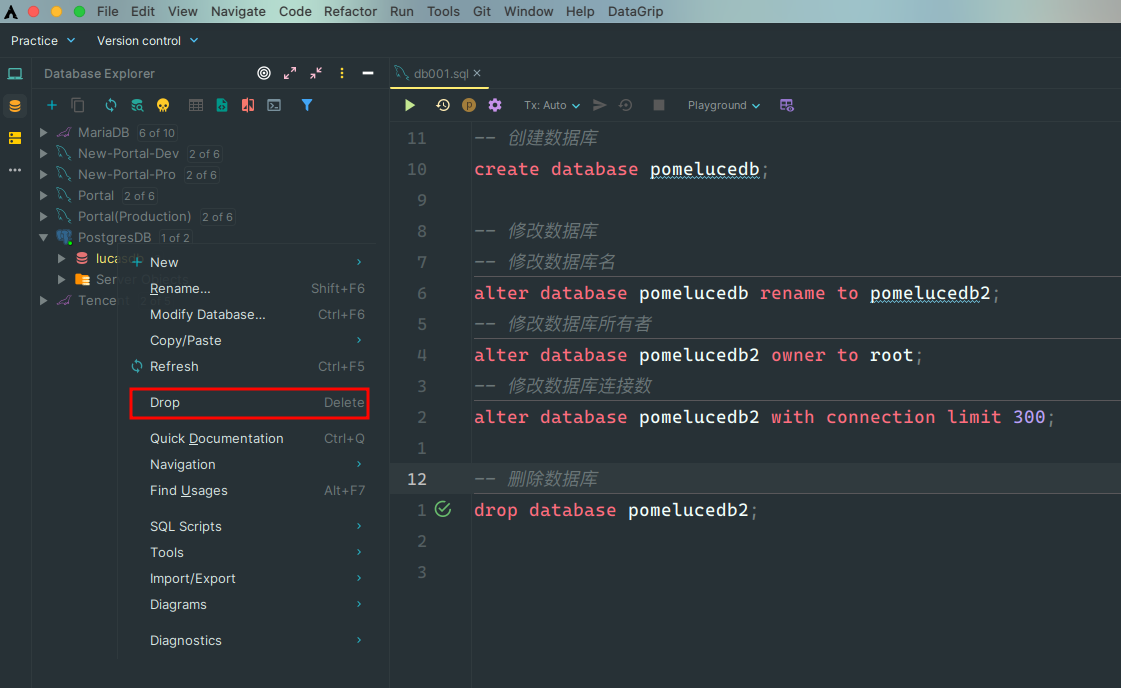 File Edit View Navigate Code Refactor Run Tools Git Window Help DataGrip
Practice Version control
Database Explorer
MariaDB 6 of 10
New-Portal-Dev 2 of 6
New-Portal-Pro 2 of 6
Portal 2 of 6
Portal(Production) 2 of 6
PostgresDB 1 of 2
New
Rename... Shift+F6
Modify Database... Ctrl+F6
Copy/Paste
Refresh Ctrl+F5
Drop Delete
Quick Documentation Ctrl+Q
Navigation
Find Usages Alt+F7
SQL Scripts
Tools
Import/Export
Diagrams
Diagnostics
db001.sql
Tx: Auto Playground
11 -- 创建数据库
10 create database pomelucedb;
9
8 -- 修改数据库
7 -- 修改数据库名
6 alter database pomelucedb rename to pomelucedb2;
5 -- 修改数据库所有者
4 alter database pomelucedb2 owner to root;
3 -- 修改数据库连接数
2 alter database pomelucedb2 with connection limit 300;
1
12 -- 删除数据库
1 drop database pomelucedb2;
2
3